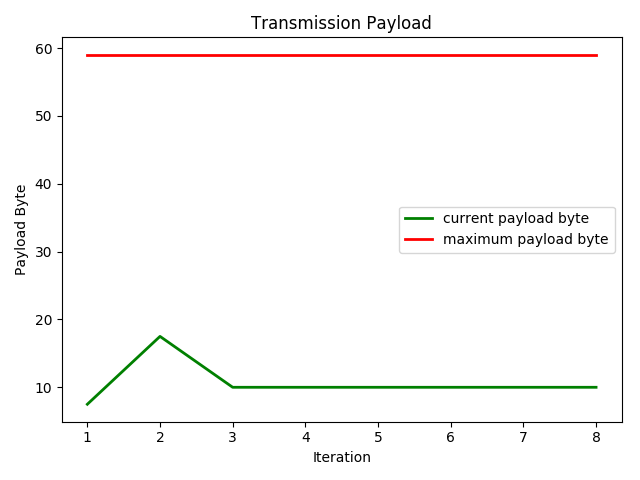 Transmission Payload
Payload Byte
60
50
40
30
20
10
current payload byte
maximum payload byte
1 2 3 4 5 6 7 8
Iteration